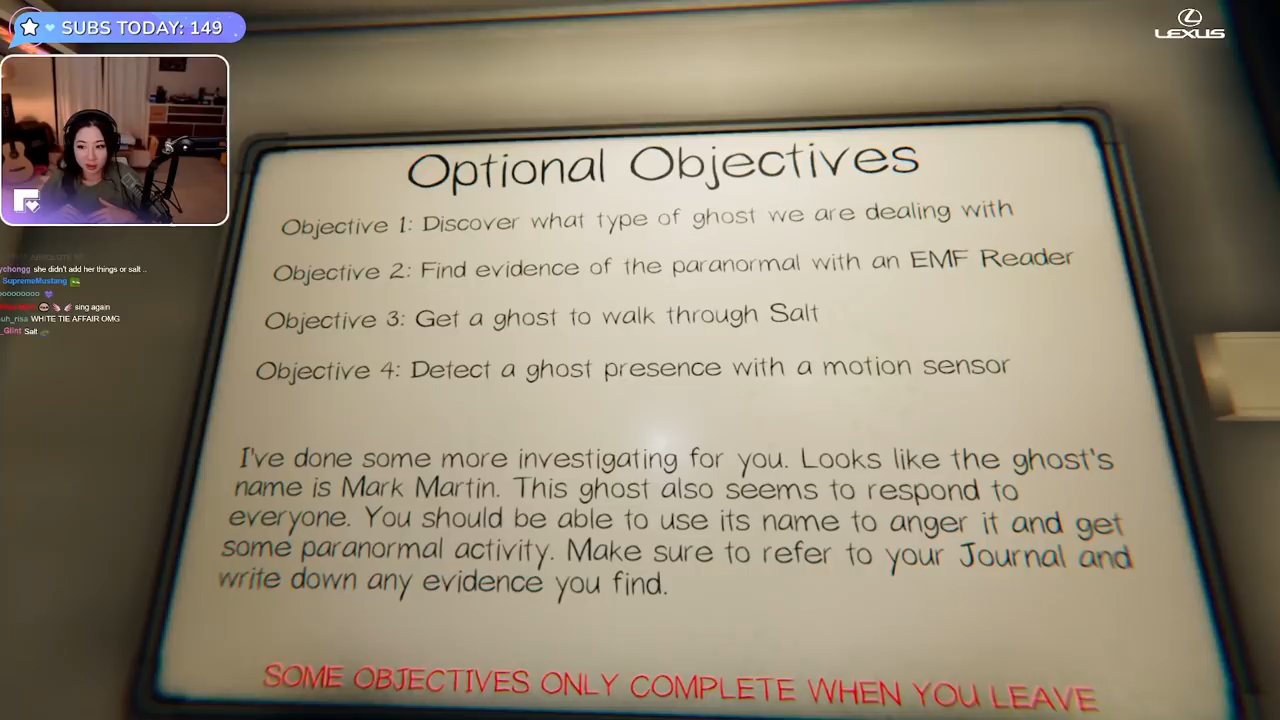 SUBS TODAY: 149
LEXUS
Optional Objectives
Objective 1: Discover what type of ghost we are dealing with
Objective 2: Find evidence of the paranormal with an EMF Reader
Objective 3: Get a ghost to walk through Salt
Objective 4: Detect a ghost presence with a motion sensor
I've done some more investigating for you. Looks like the ghost's
name is Mark Martin. This ghost also seems to respond to
everyone. You should be able to use its name to anger it and get
some paranormal activity. Make sure to refer to your Journal and
write down any evidence you find.
SOME OBJECTIVES ONLY COMPLETE WHEN YOU LEAVE
ychongg she didn't add her things or salt ..
SupremeMustang
sing again
uh_risa WHITE TIE AFFAIR OMG
_Glint Salt